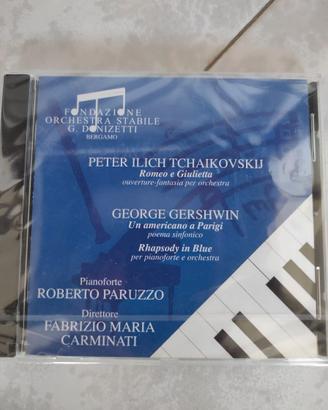 FONDAZIONE
ORCHESTRA STABILE
G. DONIZETTI
BERGAMO
PETER ILICH TCHAIKOVSKIJ
Romeo e Giulietta
ouverture-fantasia per orchestra
GEORGE GERSHWIN
Un americano a Parigi
poema sinfonico
Rhapsody in Blue
per pianoforte e orchestra
Pianoforte
ROBERTO PARUZZO
Direttore
FABRIZIO MARIA
CARMINATI